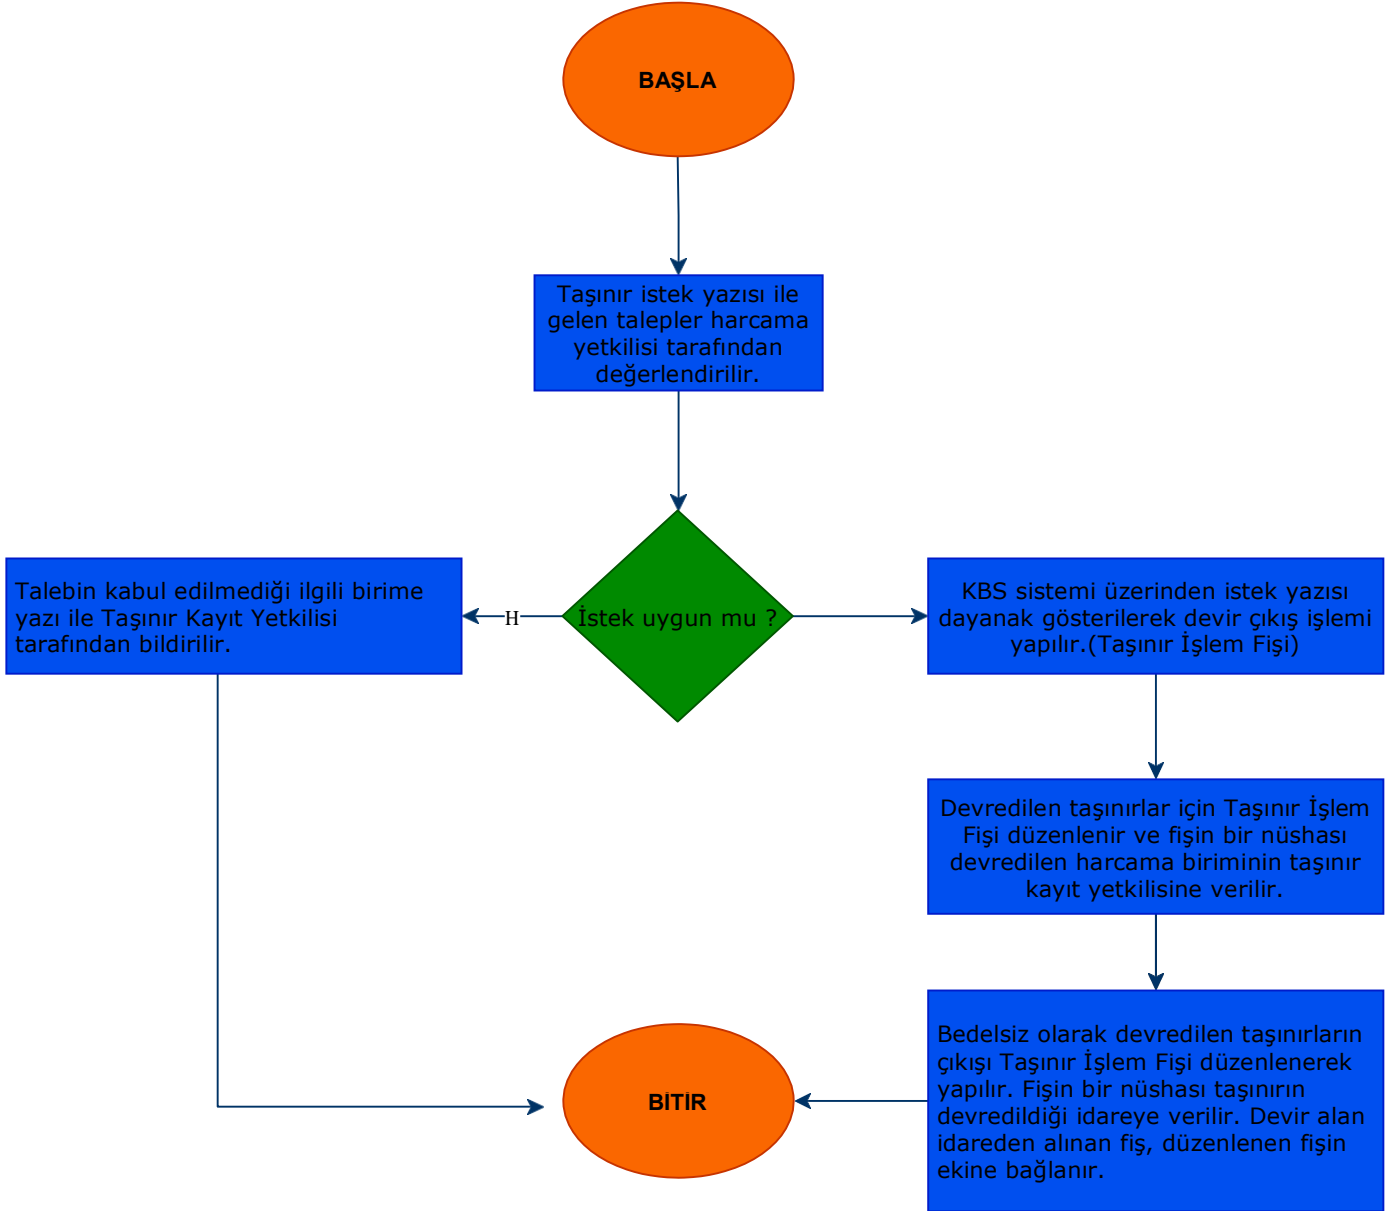 BAŞLA
Taşınır istek yazısı ile
gelen talepler harcama
yetkilisi tarafından
değerlendirilir.
Talebin kabul edilmediği ilgili birime
yazı ile Taşınır Kayıt Yetkilisi
tarafından bildirilir.
H
İstek uygun mu ?
KBS sistemi üzerinden istek yazısı
dayanak gösterilerek devir çıkış işlemi
yapılır.(Taşınır İşlem Fişi)
Devredilen taşınırlar için Taşınır İşlem
Fişi düzenlenir ve fişin bir nüshası
devredilen harcama biriminin taşınır
kayıt yetkilisine verilir.
Bedelsiz olarak devredilen taşınırların
çıkışı Taşınır İşlem Fişi düzenlenerek
yapılır. Fişin bir nüshası taşınırın
devredildiği idareye verilir. Devir alan
idareden alınan fiş, düzenlenen fişin
ekine bağlanır.
BİTİR